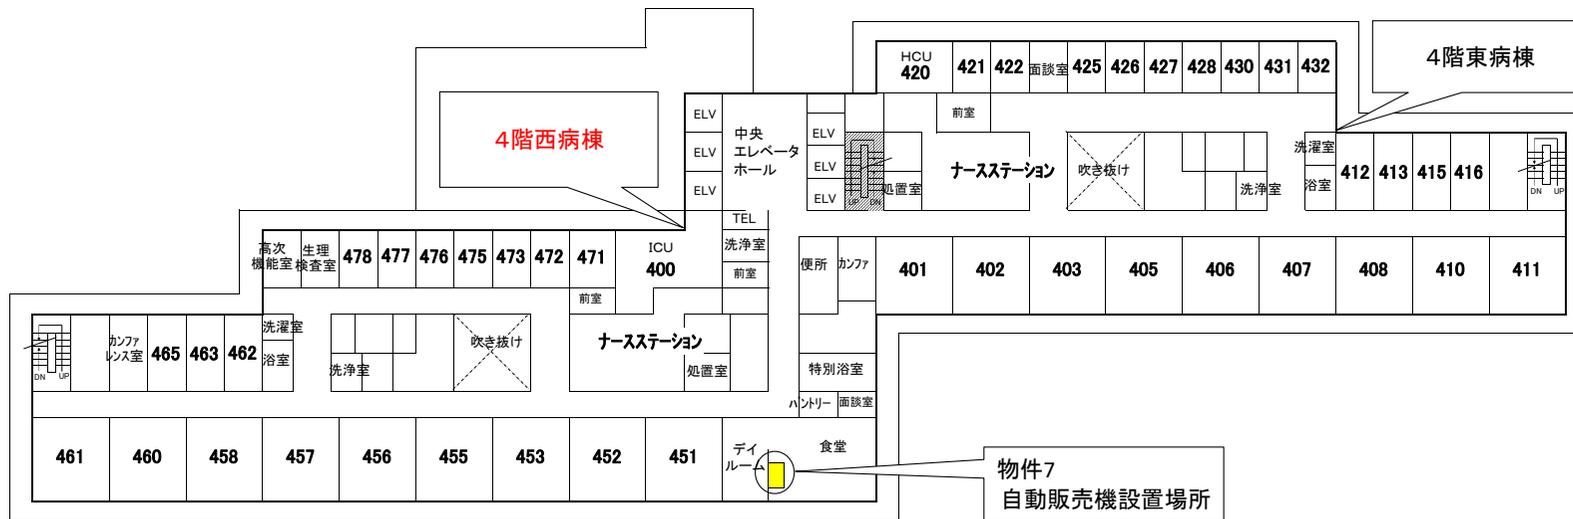 HCU
420
421
422
面談室
425
426
427
428
430
431
432
4階東病棟
前室
4階西病棟
ELV
ELV
ELV
中央
エレベータ
ホール
ELV
ELV
ELV
UP
DN
処置室
ナースステーション
吹き抜け
洗浄室
洗濯室
浴室
412
413
415
416
DN
UP
TEL
洗浄室
前室
高次
機能室
生理
検査室
478
477
476
475
473
472
471
ICU
400
前室
便所
カンファ
401
402
403
405
406
407
408
410
411
DN
UP
カンファ
レンス室
465
463
462
洗濯室
浴室
洗浄室
吹き抜け
ナースステーション
処置室
特別浴室
パントリー
面談室
461
460
458
457
456
455
453
452
451
デイ
ルーム
食堂
物件7
自動販売機設置場所